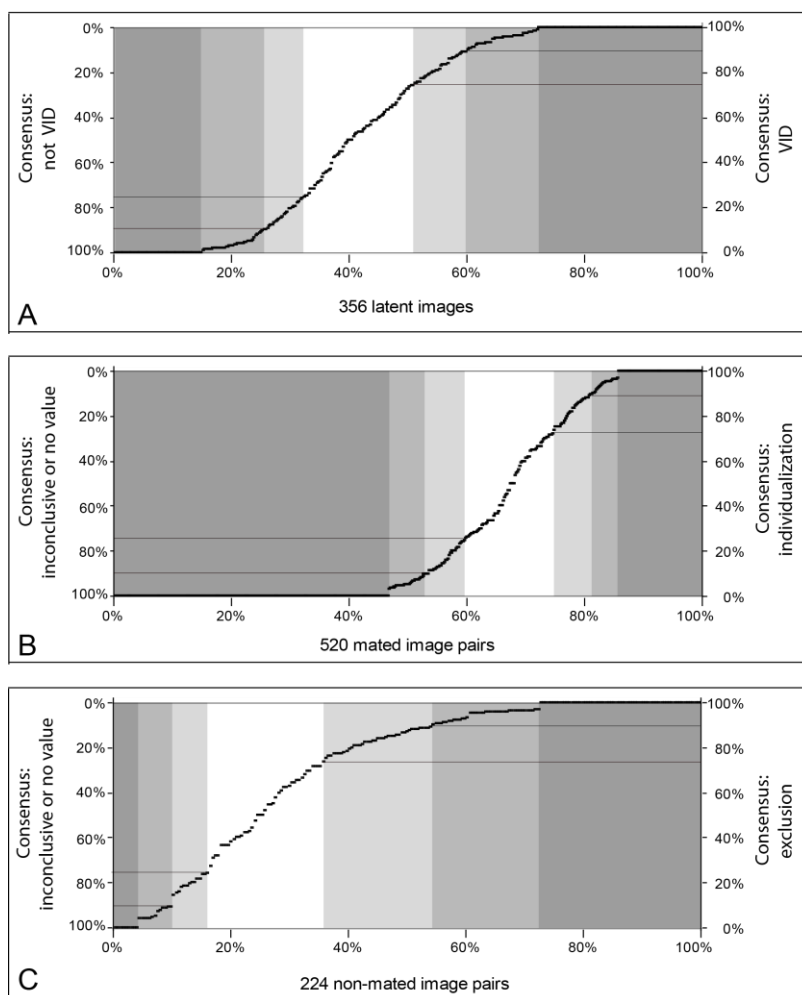 0% 100%
20% 80%
40% 60%
60% 40%
80% 20%
100% 0%
Consensus:
not VID
Consensus:
VID
0% 20% 40% 60% 80% 100%
356 latent images
A
0% 100%
20% 80%
40% 60%
60% 40%
80% 20%
100% 0%
Consensus:
inconclusive or no value
Consensus:
individualization
0% 20% 40% 60% 80% 100%
520 mated image pairs
B
0% 100%
20% 80%
40% 60%
60% 40%
80% 20%
100% 0%
Consensus:
inconclusive or no value
Consensus:
exclusion
0% 20% 40% 60% 80% 100%
224 non-mated image pairs
C